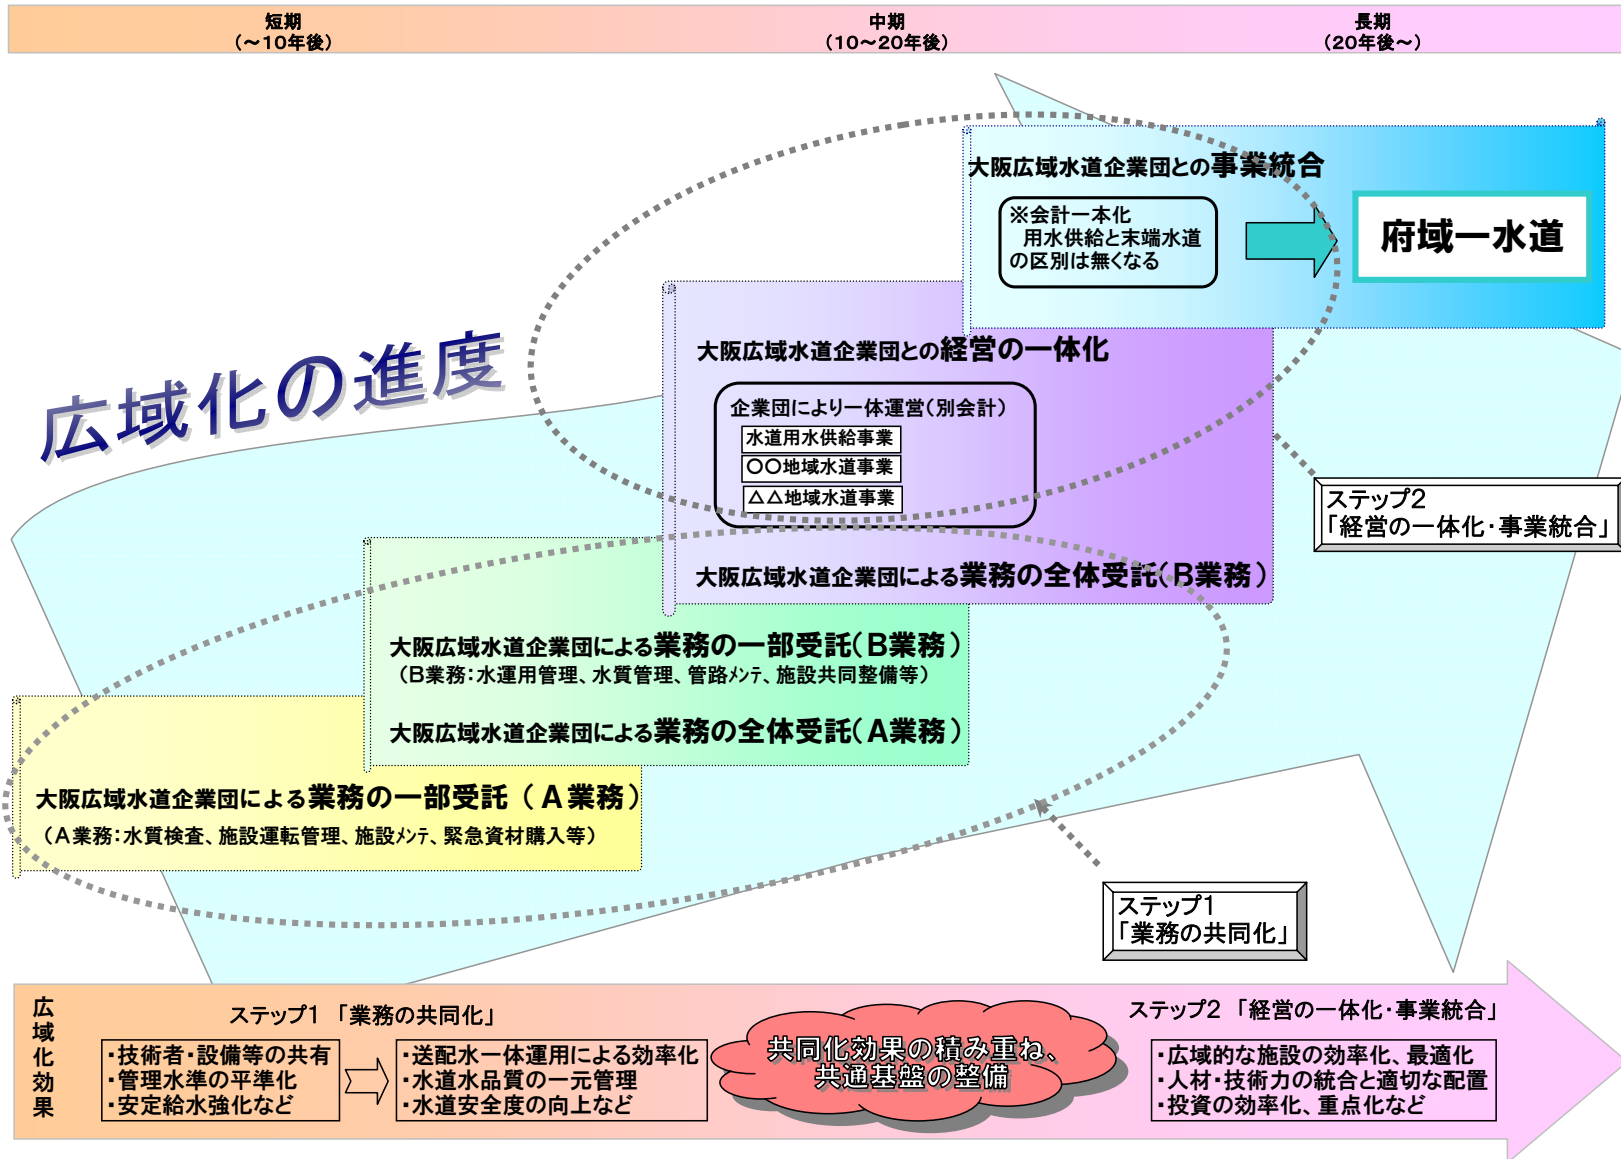 短期
(～10年後)
中期
(10～20年後)
長期
(20年後～)
大阪広域水道企業団との事業統合
※会計一本化
用水供給と末端水道
の区別は無くなる
府域一水道
広域化の進度
大阪広域水道企業団との経営の一体化
企業団により一体運営(別会計)
水道用水供給事業
〇〇地域水道事業
△△地域水道事業
ステップ2
「経営の一体化・事業統合」
大阪広域水道企業団による業務の全体受託(B業務)
大阪広域水道企業団による業務の一部受託(B業務)
(B業務:水運用管理、水質管理、管路ﾒﾝﾃ、施設共同整備等)
大阪広域水道企業団による業務の全体受託(A業務)
大阪広域水道企業団による業務の一部受託(A業務)
(A業務:水質検査、施設運転管理、施設ﾒﾝﾃ、緊急資材購入等)
ステップ1
「業務の共同化」
広域化効果
ステップ1 「業務の共同化」
・技術者・設備等の共有
・管理水準の平準化
・安定給水強化など
・送配水一体運用による効率化
・水道水品質の一元管理
・水道安全度の向上など
共同化効果の積み重ね、
共通基盤の整備
ステップ2 「経営の一体化・事業統合」
・広域的な施設の効率化、最適化
・人材・技術力の統合と適切な配置
・投資の効率化、重点化など